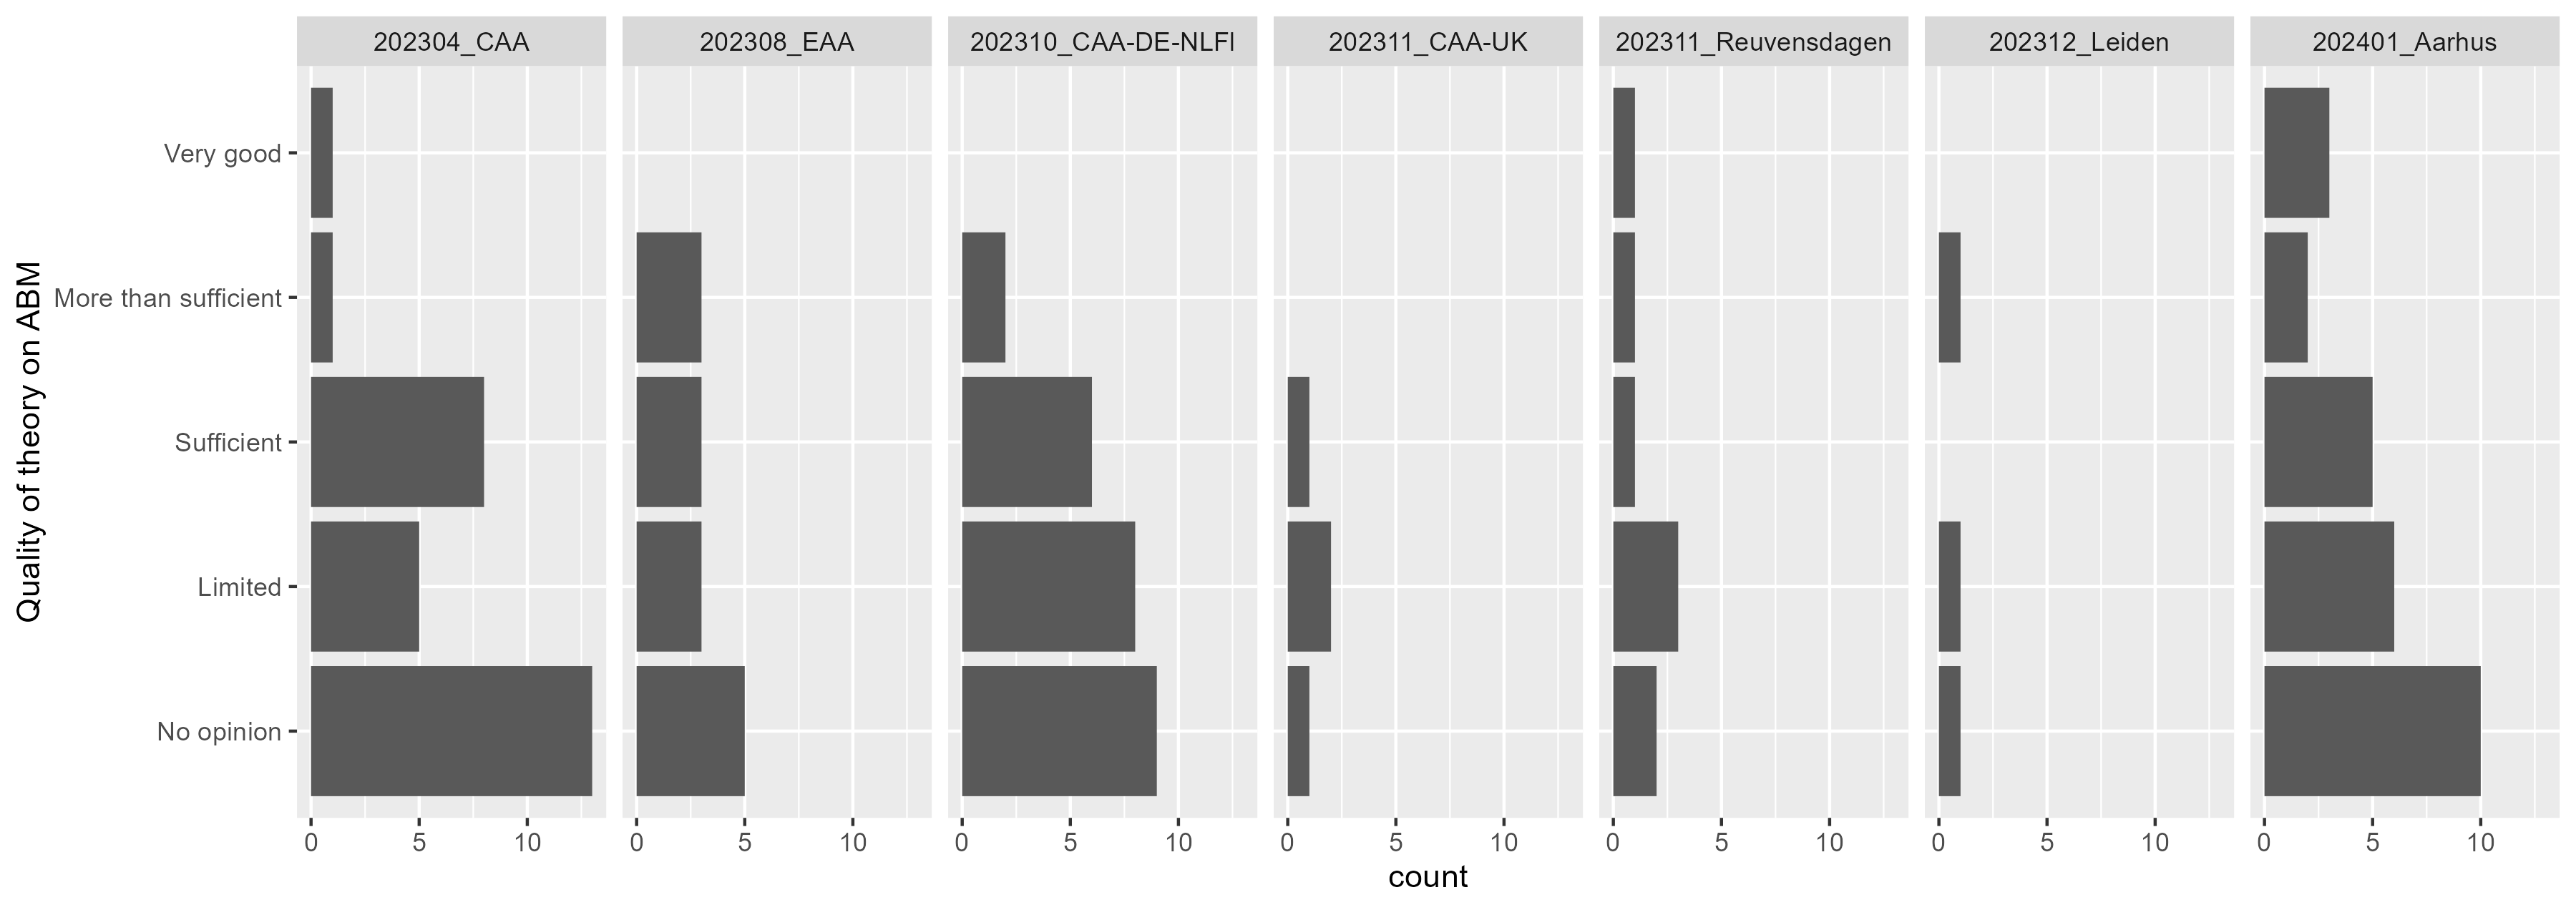 202304_CAA 202308_EAA 202310_CAA-DE-NLFl 202311_CAA-UK 202311_Reuvensdagen 202312_Leiden 202401_Aarhus
Quality of theory on ABM
Very good
More than sufficient
Sufficient
Limited
No opinion
0 5 10 0 5 10 0 5 10 0 5 10 0 5 10 0 5 10 0 5 10
count